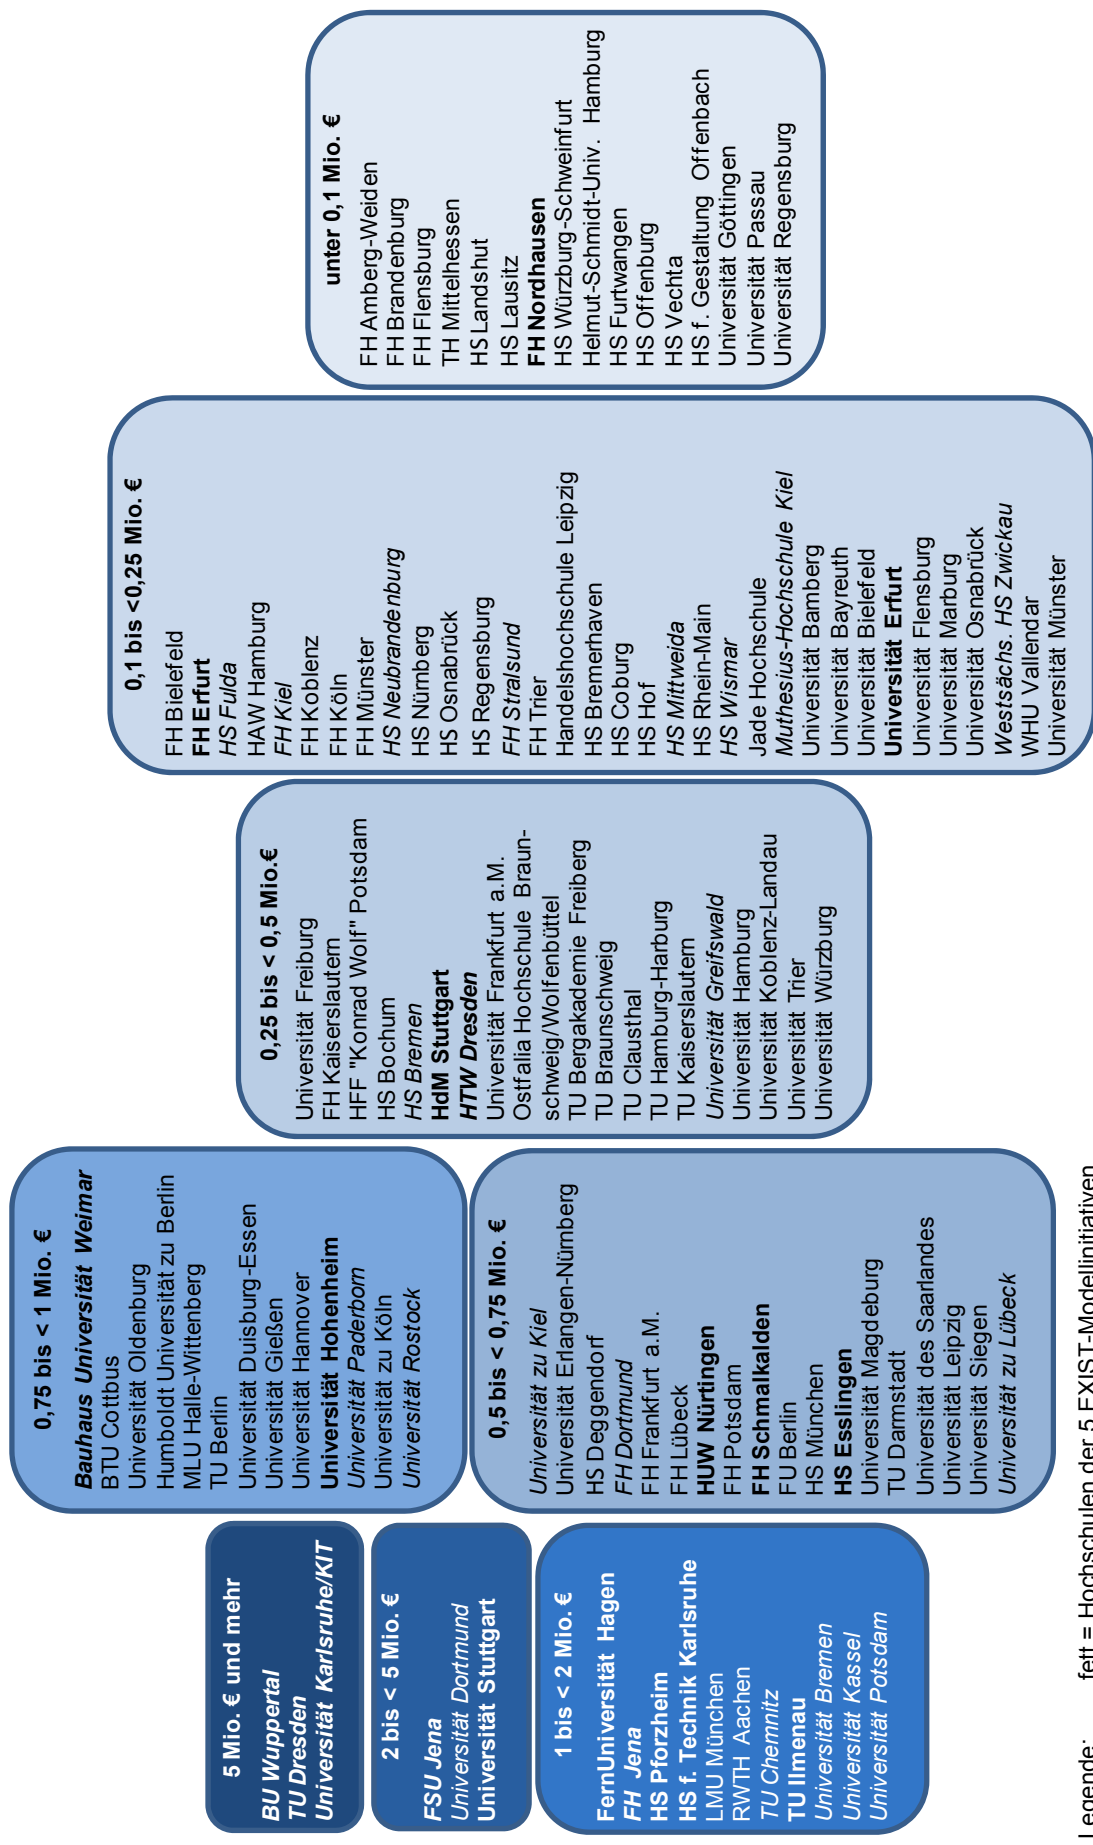 5 Mio. € und mehr
BU Wuppertal
TU Dresden
Universität Karlsruhe/KIT
2 bis < 5 Mio. €
FSU Jena
Universität Dortmund
Universität Stuttgart
1 bis < 2 Mio. €
FernUniversität Hagen
FH Jena
HS Pforzheim
HS f. Technik Karlsruhe
LMU München
RWTH Aachen
TU Chemnitz
TU Ilmenau
Universität Bremen
Universität Kassel
Universität Potsdam
0,75 bis < 1 Mio. €
Bauhaus Universität Weimar
BTU Cottbus
Universität Oldenburg
Humboldt Universität zu Berlin
MLU Halle-Wittenberg
TU Berlin
Universität Duisburg-Essen
Universität Gießen
Universität Hannover
Universität Hohenheim
Universität Paderborn
Universität zu Köln
Universität Rostock
0,5 bis < 0,75 Mio. €
Universität zu Kiel
Universität Erlangen-Nürnberg
HS Deggendorf
FH Dortmund
FH Frankfurt a.M.
FH Lübeck
HUW Nürtingen
FH Potsdam
FH Schmalkalden
FU Berlin
HS München
HS Esslingen
Universität Magdeburg
TU Darmstadt
Universität des Saarlandes
Universität Leipzig
Universität Siegen
Universität zu Lübeck
0,25 bis < 0,5 Mio.€
Universität Freiburg
FH Kaiserslautern
HFF "Konrad Wolf" Potsdam
HS Bochum
HS Bremen
HdM Stuttgart
HTW Dresden
Universität Frankfurt a.M.
Ostfalia Hochschule Braun-
schweig/Wolfenbüttel
TU Bergakademie Freiberg
TU Braunschweig
TU Clausthal
TU Hamburg-Harburg
TU Kaiserslautern
Universität Greifswald
Universität Hamburg
Universität Koblenz-Landau
Universität Trier
Universität Würzburg
0,1 bis <0,25 Mio. €
FH Bielefeld
FH Erfurt
HS Fulda
HAW Hamburg
FH Kiel
FH Koblenz
FH Köln
FH Münster
HS Neubrandenburg
HS Nürnberg
HS Osnabrück
HS Regensburg
FH Stralsund
FH Trier
Handelshochschule Leipzig
HS Bremerhaven
HS Coburg
HS Hof
HS Mittweida
HS Rhein-Main
HS Wismar
Jade Hochschule
Muthesius-Hochschule Kiel
Universität Bamberg
Universität Bayreuth
Universität Bielefeld
Universität Erfurt
Universität Flensburg
Universität Marburg
Universität Osnabrück
Westsächs. HS Zwickau
WHU Vallendar
Universität Münster
unter 0,1 Mio. €
FH Amberg-Weiden
FH Brandenburg
FH Flensburg
TH Mittelhessen
HS Landshut
HS Lausitz
FH Nordhausen
HS Würzburg-Schweinfurt
Helmut-Schmidt-Univ. Hamburg
HS Furtwangen
HS Offenburg
HS Vechta
HS f. Gestaltung Offenbach
Universität Göttingen
Universität Passau
Universität Regensburg
Legende: fett = Hochschulen der 5 EXIST-Modellinitiativen